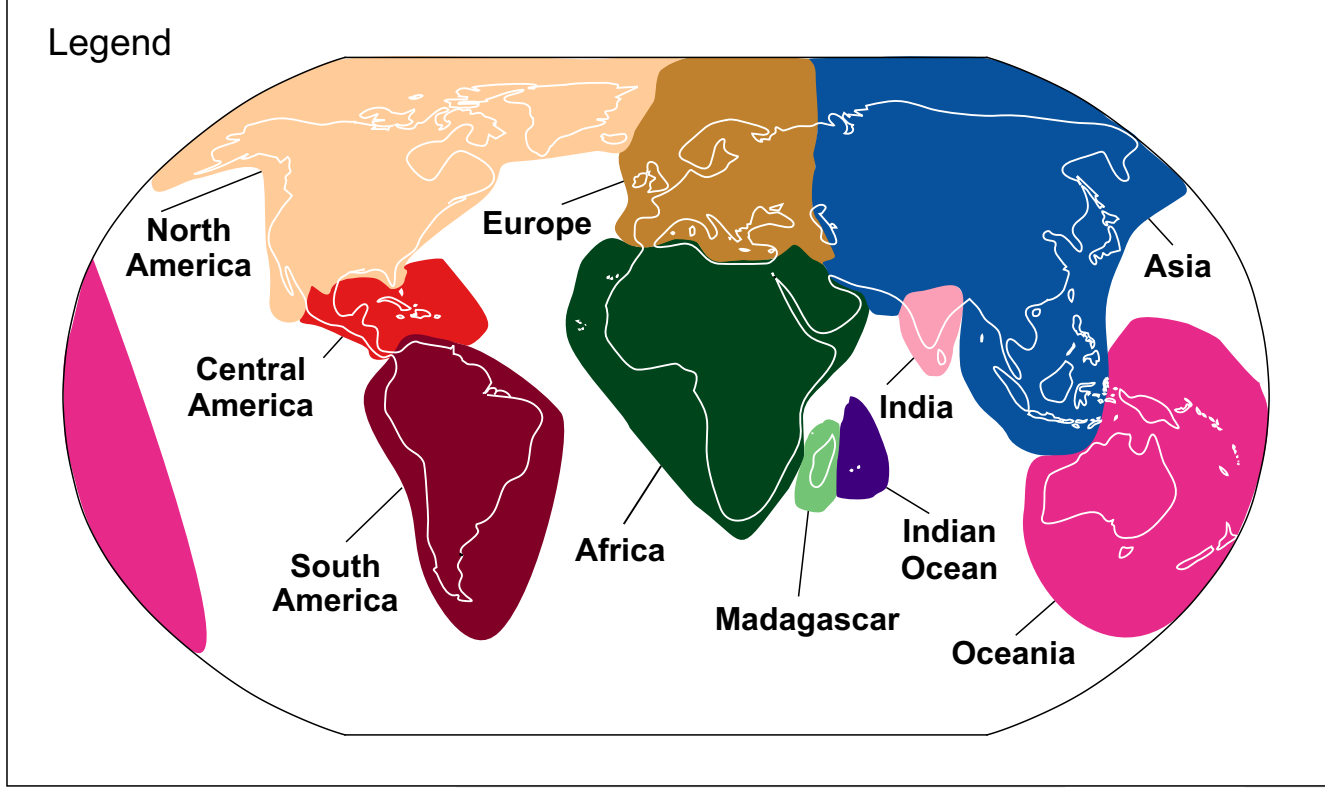 Legend
North
America
Europe
Asia
Central
America
India
South
America
Africa
Indian
Ocean
Madagascar
Oceania